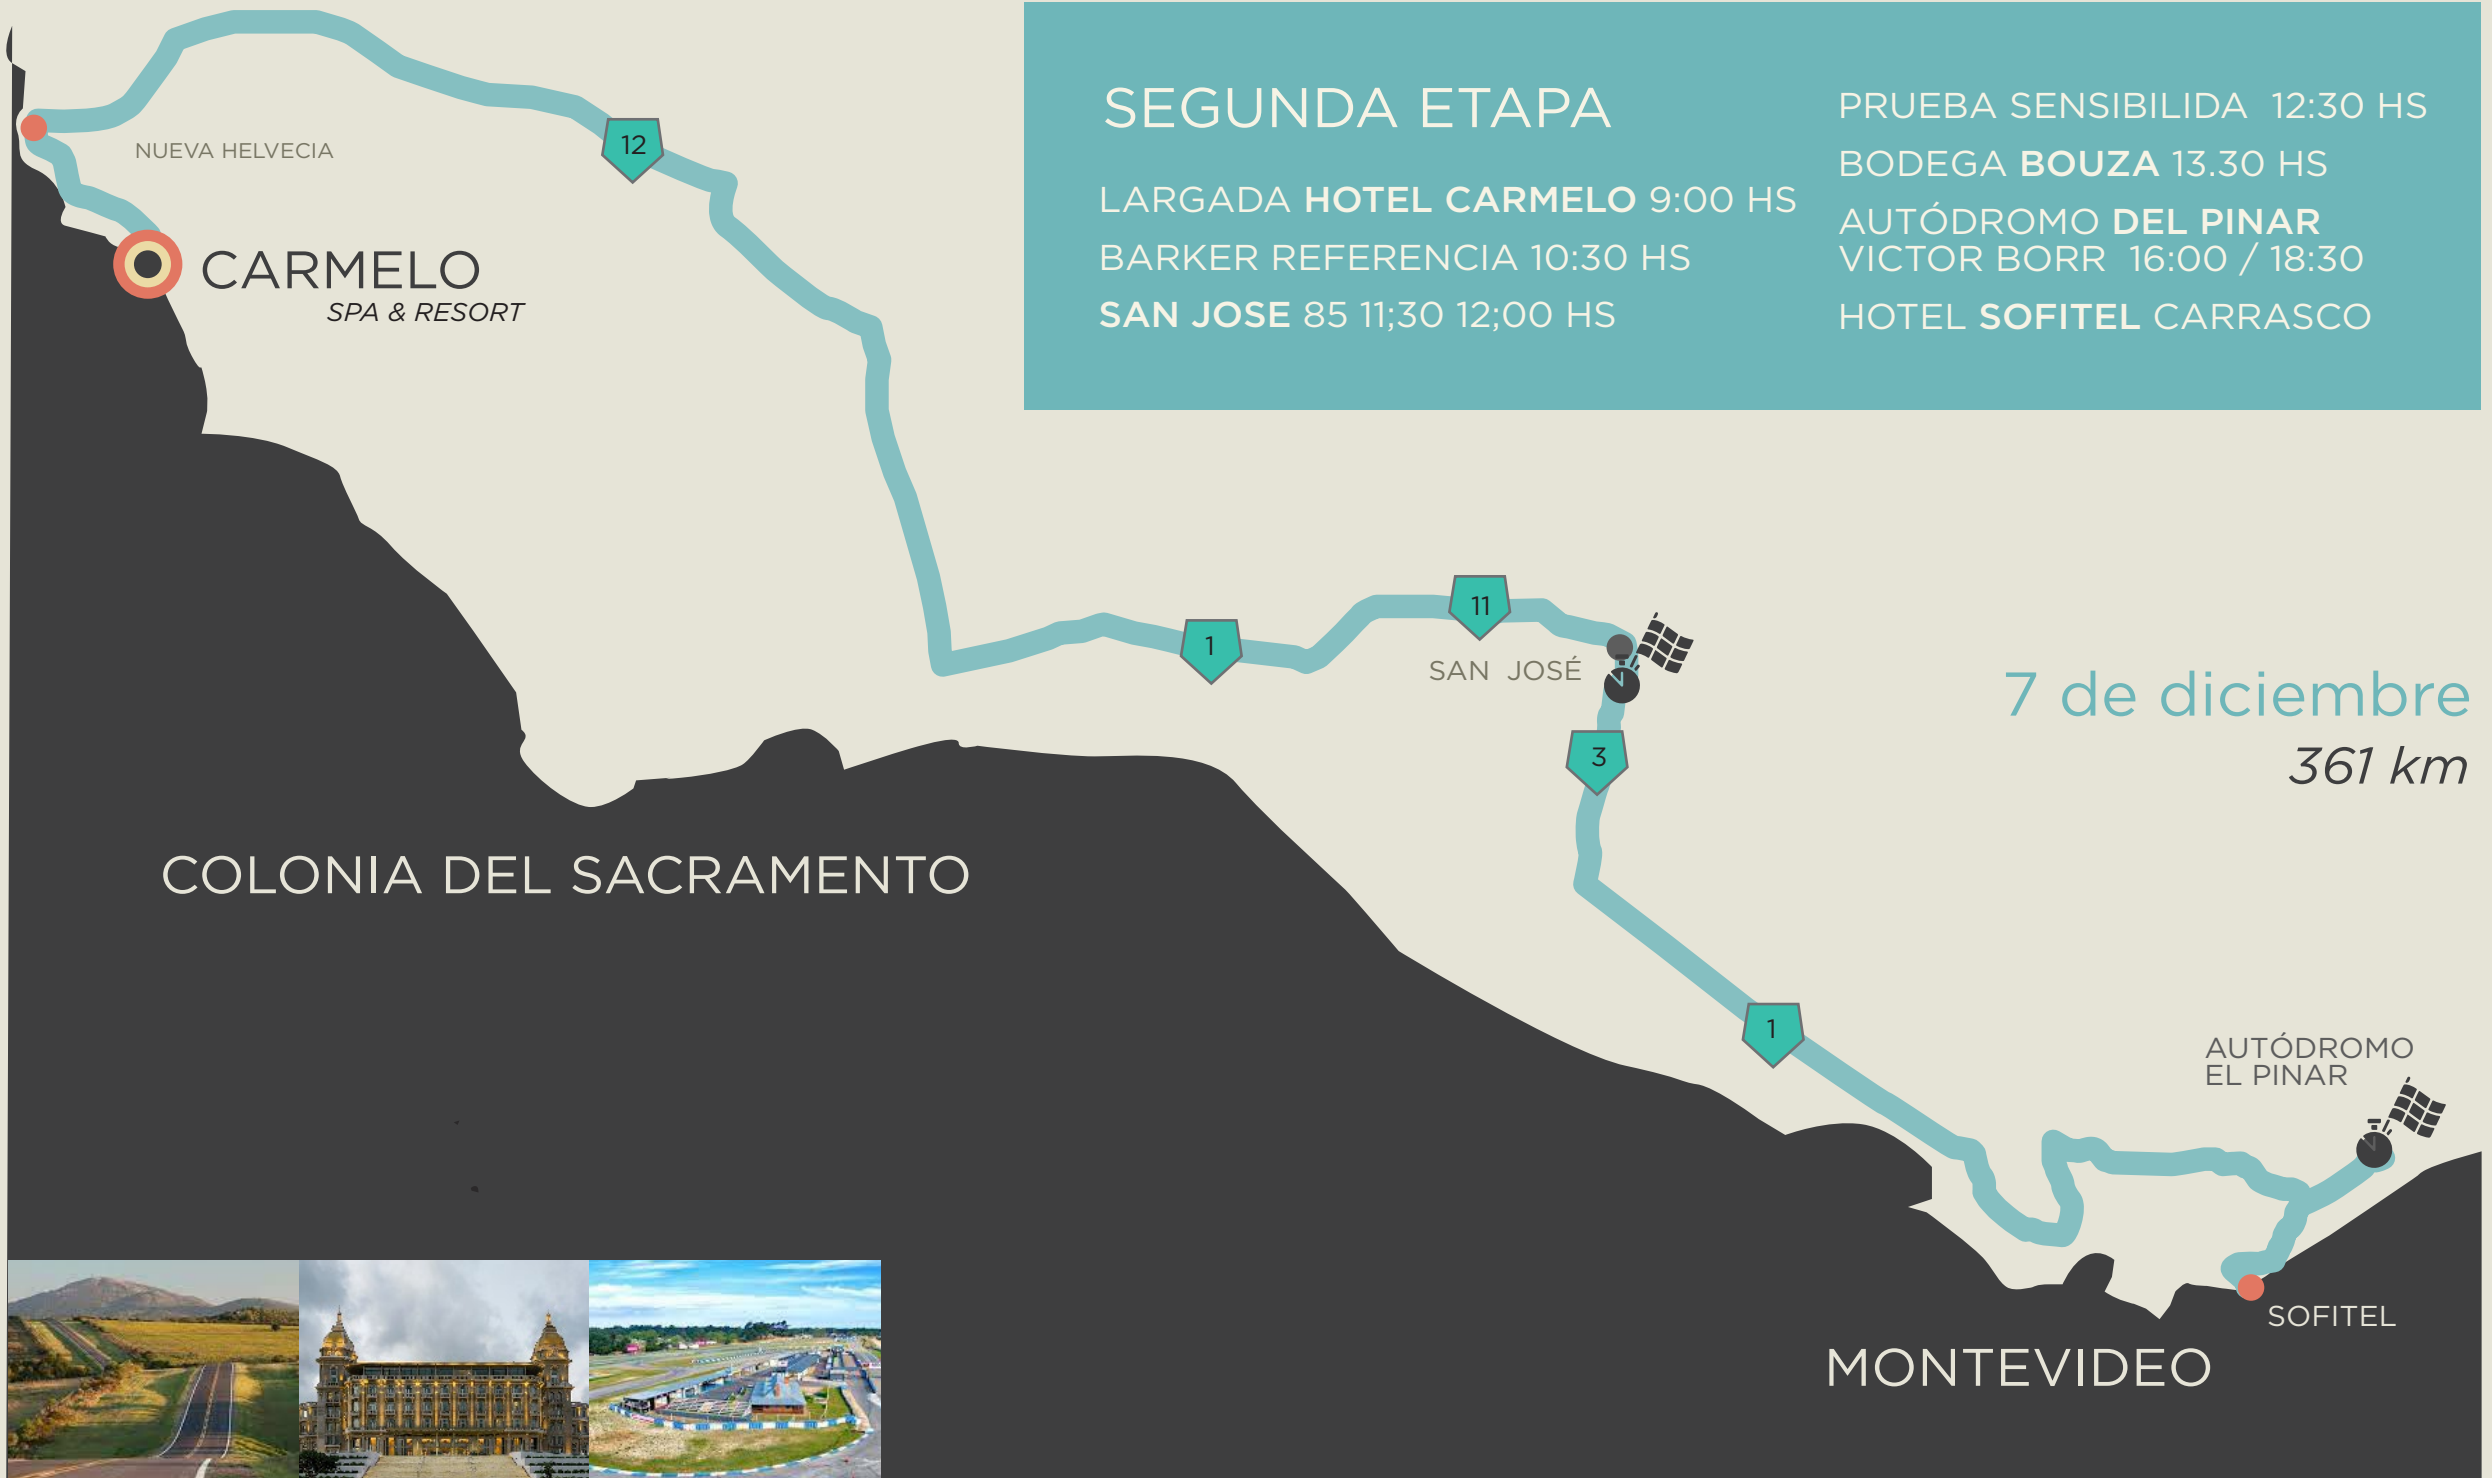 SEGUNDA ETAPA
LARGADA HOTEL CARMELO 9:00 HS
BARKER REFERENCIA 10:30 HS
SAN JOSE 85 11;30 12;00 HS
PRUEBA SENSIBILIDA 12:30 HS
BODEGA BOUZA 13.30 HS
AUTÓDROMO DEL PINAR
VICTOR BORR 16:00 / 18:30
HOTEL SOFITEL CARRASCO
NUEVA HELVECIA
12
CARMELO
SPA & RESORT
11
1
SAN JOSÉ
3
7 de diciembre
361 km
COLONIA DEL SACRAMENTO
1
AUTÓDROMO
EL PINAR
SOFITEL
MONTEVIDEO